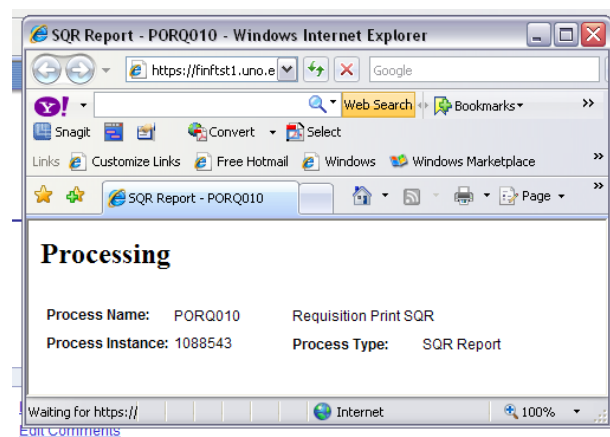 SQR Report - PORQ010 - Windows Internet Explorer
https://finftst1.uno.e
Google
Y!
Web Search
Bookmarks
»
Snagit
Convert
Select
Links
Customize Links
Free Hotmail
Windows
Windows Marketplace
»
SQR Report - PORQ010
Page
»
Processing
Process Name: PORQ010 Requisition Print SQR
Process Instance: 1088543 Process Type: SQR Report
Waiting for https://
Internet
100%
Edit Comments